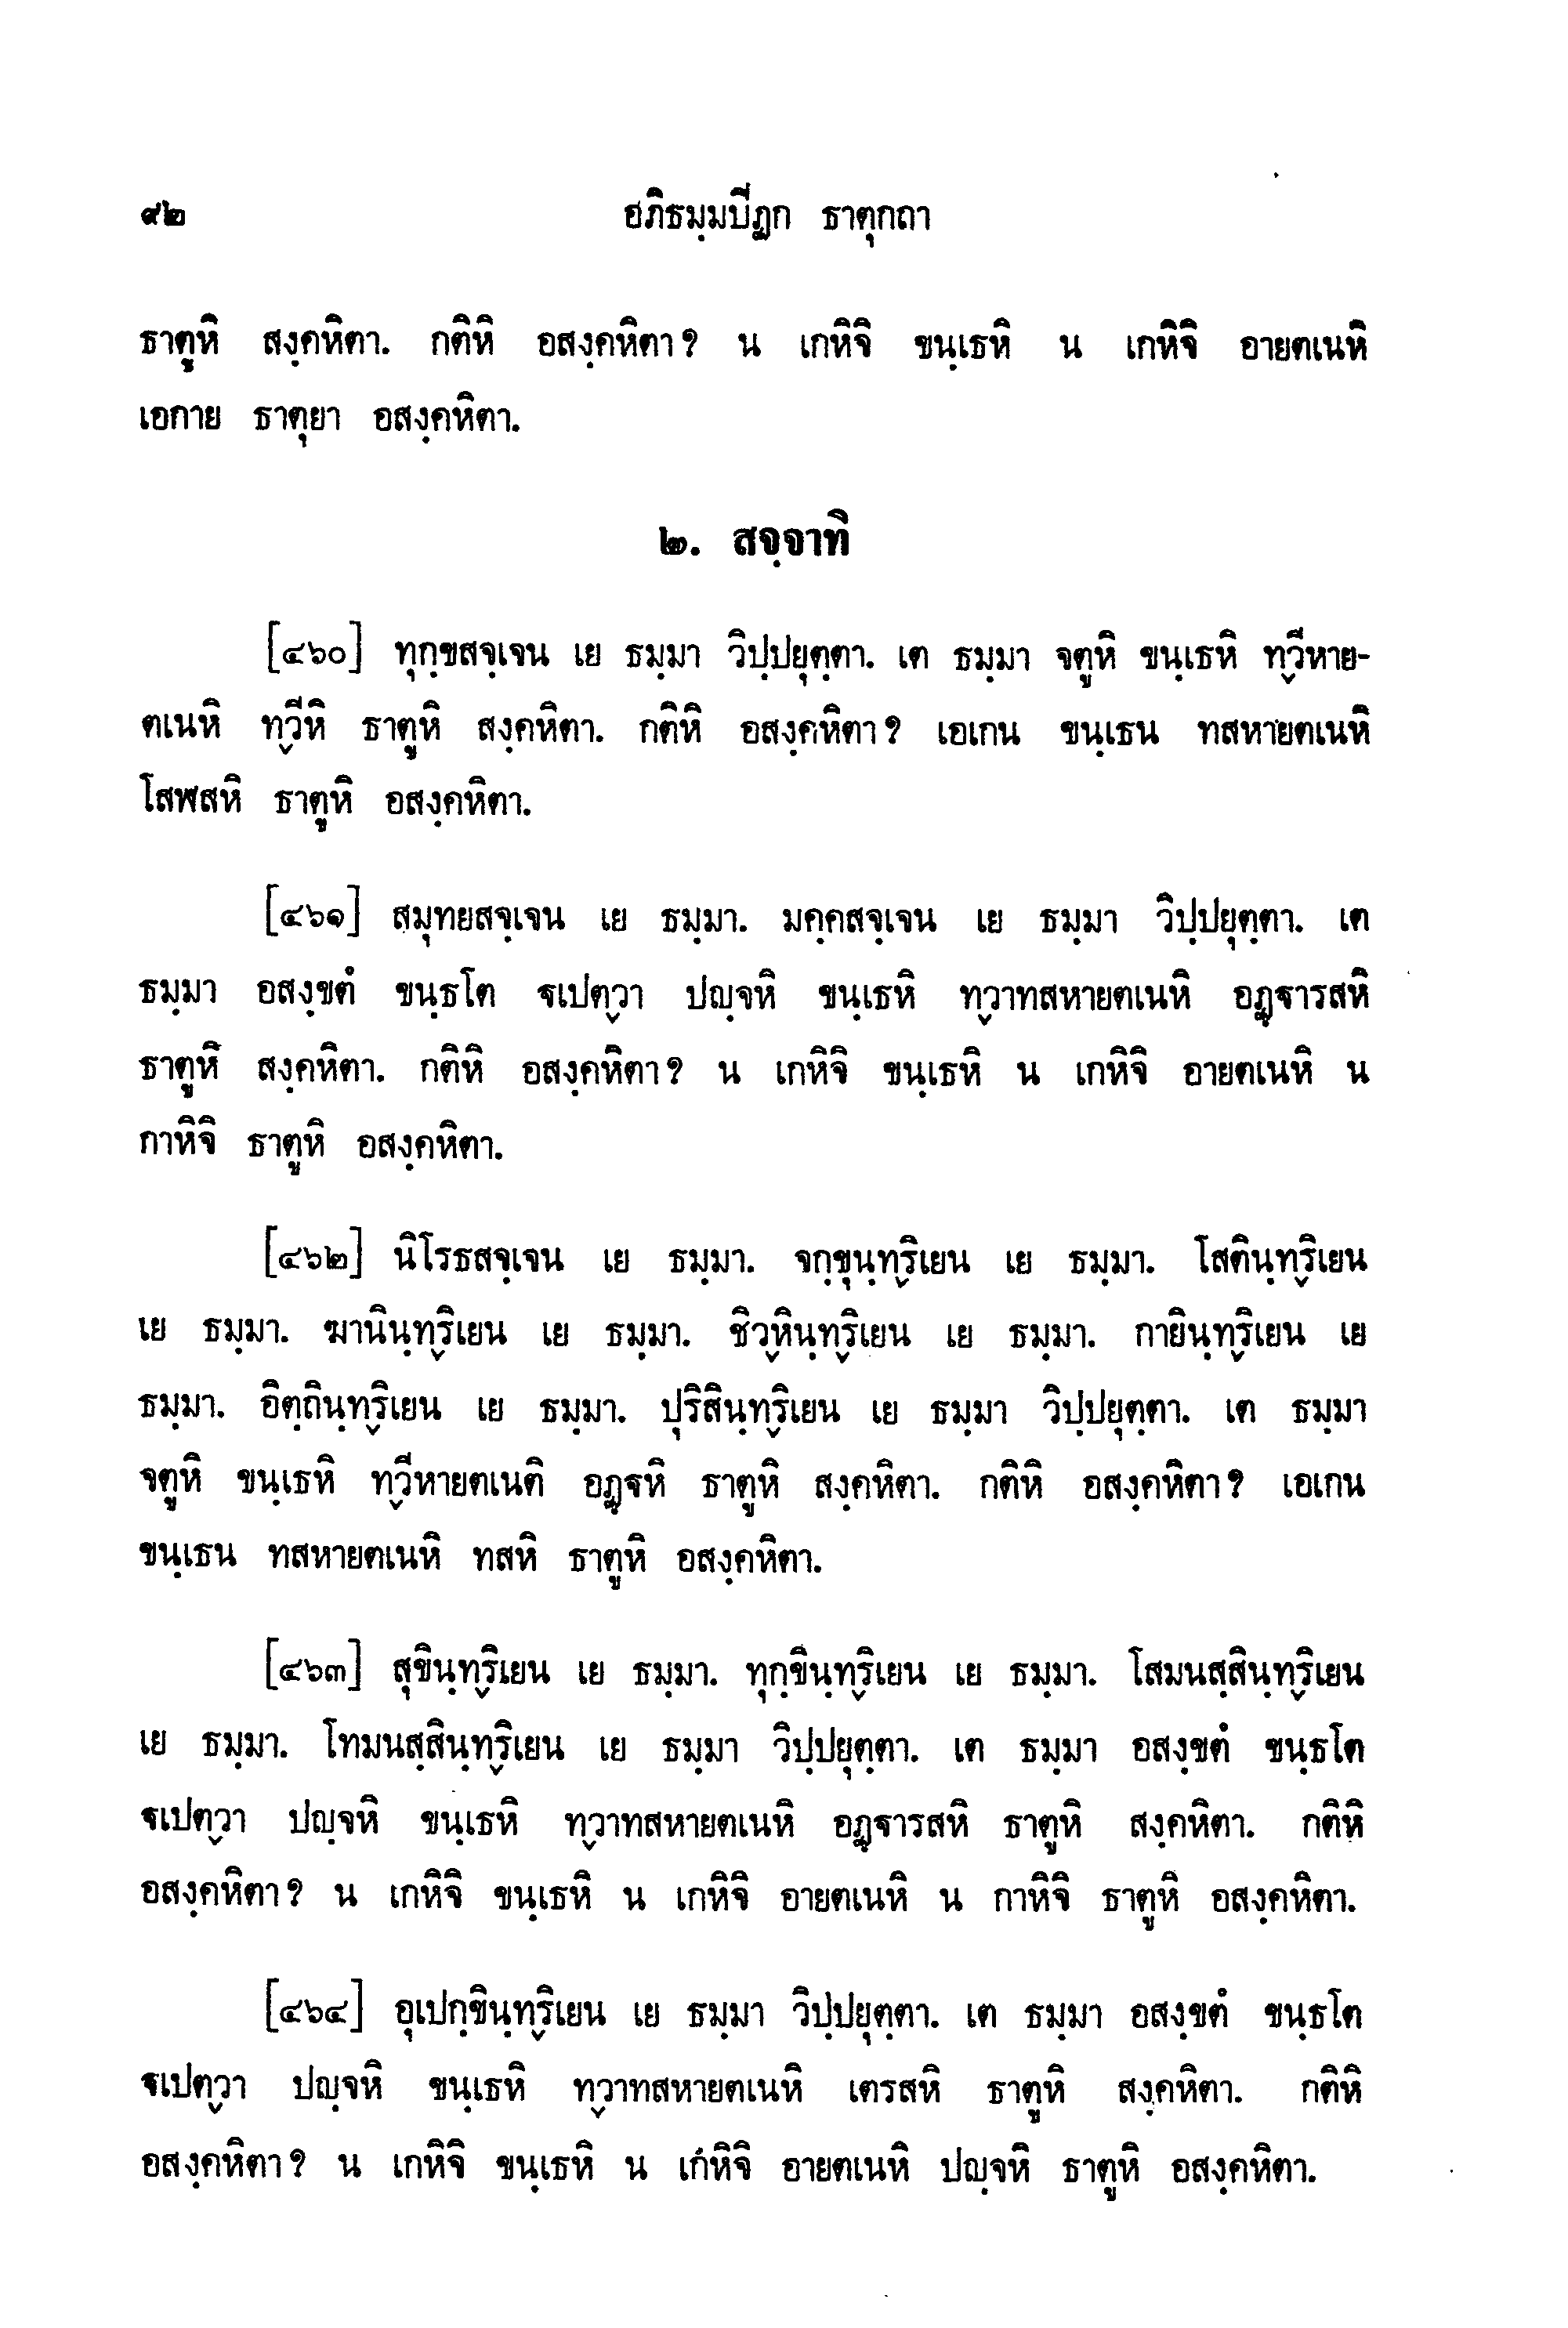 ๙๒ อภิธมฺมปีฏก ธาตุกถา
ธาตูหิ สงฺคหิตา. กติหิ อสงฺคหิตา? น เกหิจิ ขนฺเธหิ น เกหิจิ อายตเนหิ
เอกาย ธาตุยา อสงฺคหิตา.
๒. สจฺจาทิ
[๔๖๐] ทุกฺขสจฺเจน เย ธมฺมา วิปฺปยุตฺตา. เต ธมฺมา จตูหิ ขนฺเธหิ ทฺวีหาย-
ตเนหิ ทฺวีหิ ธาตูหิ สงฺคหิตา. กติหิ อสงฺคหิตา? เอเกน ขนฺเธน ทสหายตเนหิ
โสฬสหิ ธาตูหิ อสงฺคหิตา.
[๔๖๑] สมุทยสจฺเจน เย ธมฺมา. มคฺคสจฺเจน เย ธมฺมา วิปฺปยุตฺตา. เต
ธมฺมา อสงฺขตํ ขนฺธโต ฐเปตฺวา ปญฺจหิ ขนฺเธหิ ทฺวาทสหายตเนหิ อฏฺฐารสหิ
ธาตูหิ สงฺคหิตา. กติหิ อสงฺคหิตา? น เกหิจิ ขนฺเธหิ น เกหิจิ อายตเนหิ น
กาหิจิ ธาตูหิ อสงฺคหิตา.
[๔๖๒] นิโรธสจฺเจน เย ธมฺมา. จกฺขุนฺทฺริเยน เย ธมฺมา. โสตินฺทฺริเยน
เย ธมฺมา. ฆานินฺทฺริเยน เย ธมฺมา. ชิวฺหินฺทฺริเยน เย ธมฺมา. กายินฺทฺริเยน เย
ธมฺมา. อิตฺถินฺทฺริเยน เย ธมฺมา. ปุริสินฺทฺริเยน เย ธมฺมา วิปฺปยุตฺตา. เต ธมฺมา
จตูหิ ขนฺเธหิ ทฺวีหายตเนติ อฏฺฐหิ ธาตูหิ สงฺคหิตา. กติหิ อสงฺคหิตา? เอเกน
ขนฺเธน ทสหายตเนหิ ทสหิ ธาตูหิ อสงฺคหิตา.
[๔๖๓] สุขินฺทฺริเยน เย ธมฺมา. ทุกฺขินฺทฺริเยน เย ธมฺมา. โสมนสฺสินฺทฺริเยน
เย ธมฺมา. โทมนสฺสินฺทฺริเยน เย ธมฺมา วิปฺปยุตฺตา. เต ธมฺมา อสงฺขตํ ขนฺธโต
ฐเปตฺวา ปญฺจหิ ขนฺเธหิ ทฺวาทสหายตเนหิ อฏฺฐารสหิ ธาตูหิ สงฺคหิตา. กติหิ
อสงฺคหิตา? น เกหิจิ ขนฺเธหิ น เกหิจิ อายตเนหิ น กาหิจิ ธาตูหิ อสงฺคหิตา.
[๔๖๔] อุเปกฺขินฺทฺริเยน เย ธมฺมา วิปฺปยุตฺตา. เต ธมฺมา อสงฺขตํ ขนฺธโต
ฐเปตฺวา ปญฺจหิ ขนฺเธหิ ทฺวาทสหายตเนหิ เตรสหิ ธาตูหิ สงฺคหิตา. กติหิ
อสงฺคหิตา? น เกหิจิ ขนฺเธหิ น เกหิจิ อายตเนหิ ปญฺจหิ ธาตูหิ อสงฺคหิตา.